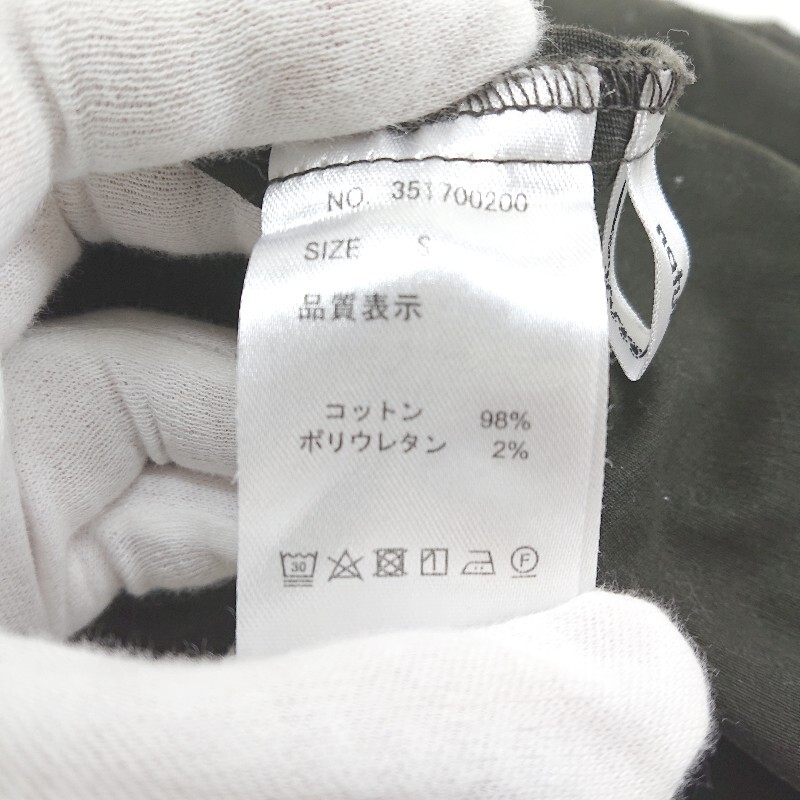 NO. 351700200
SIZE S
品質表示
コットン 98%
ポリウレタン 2%
30
F